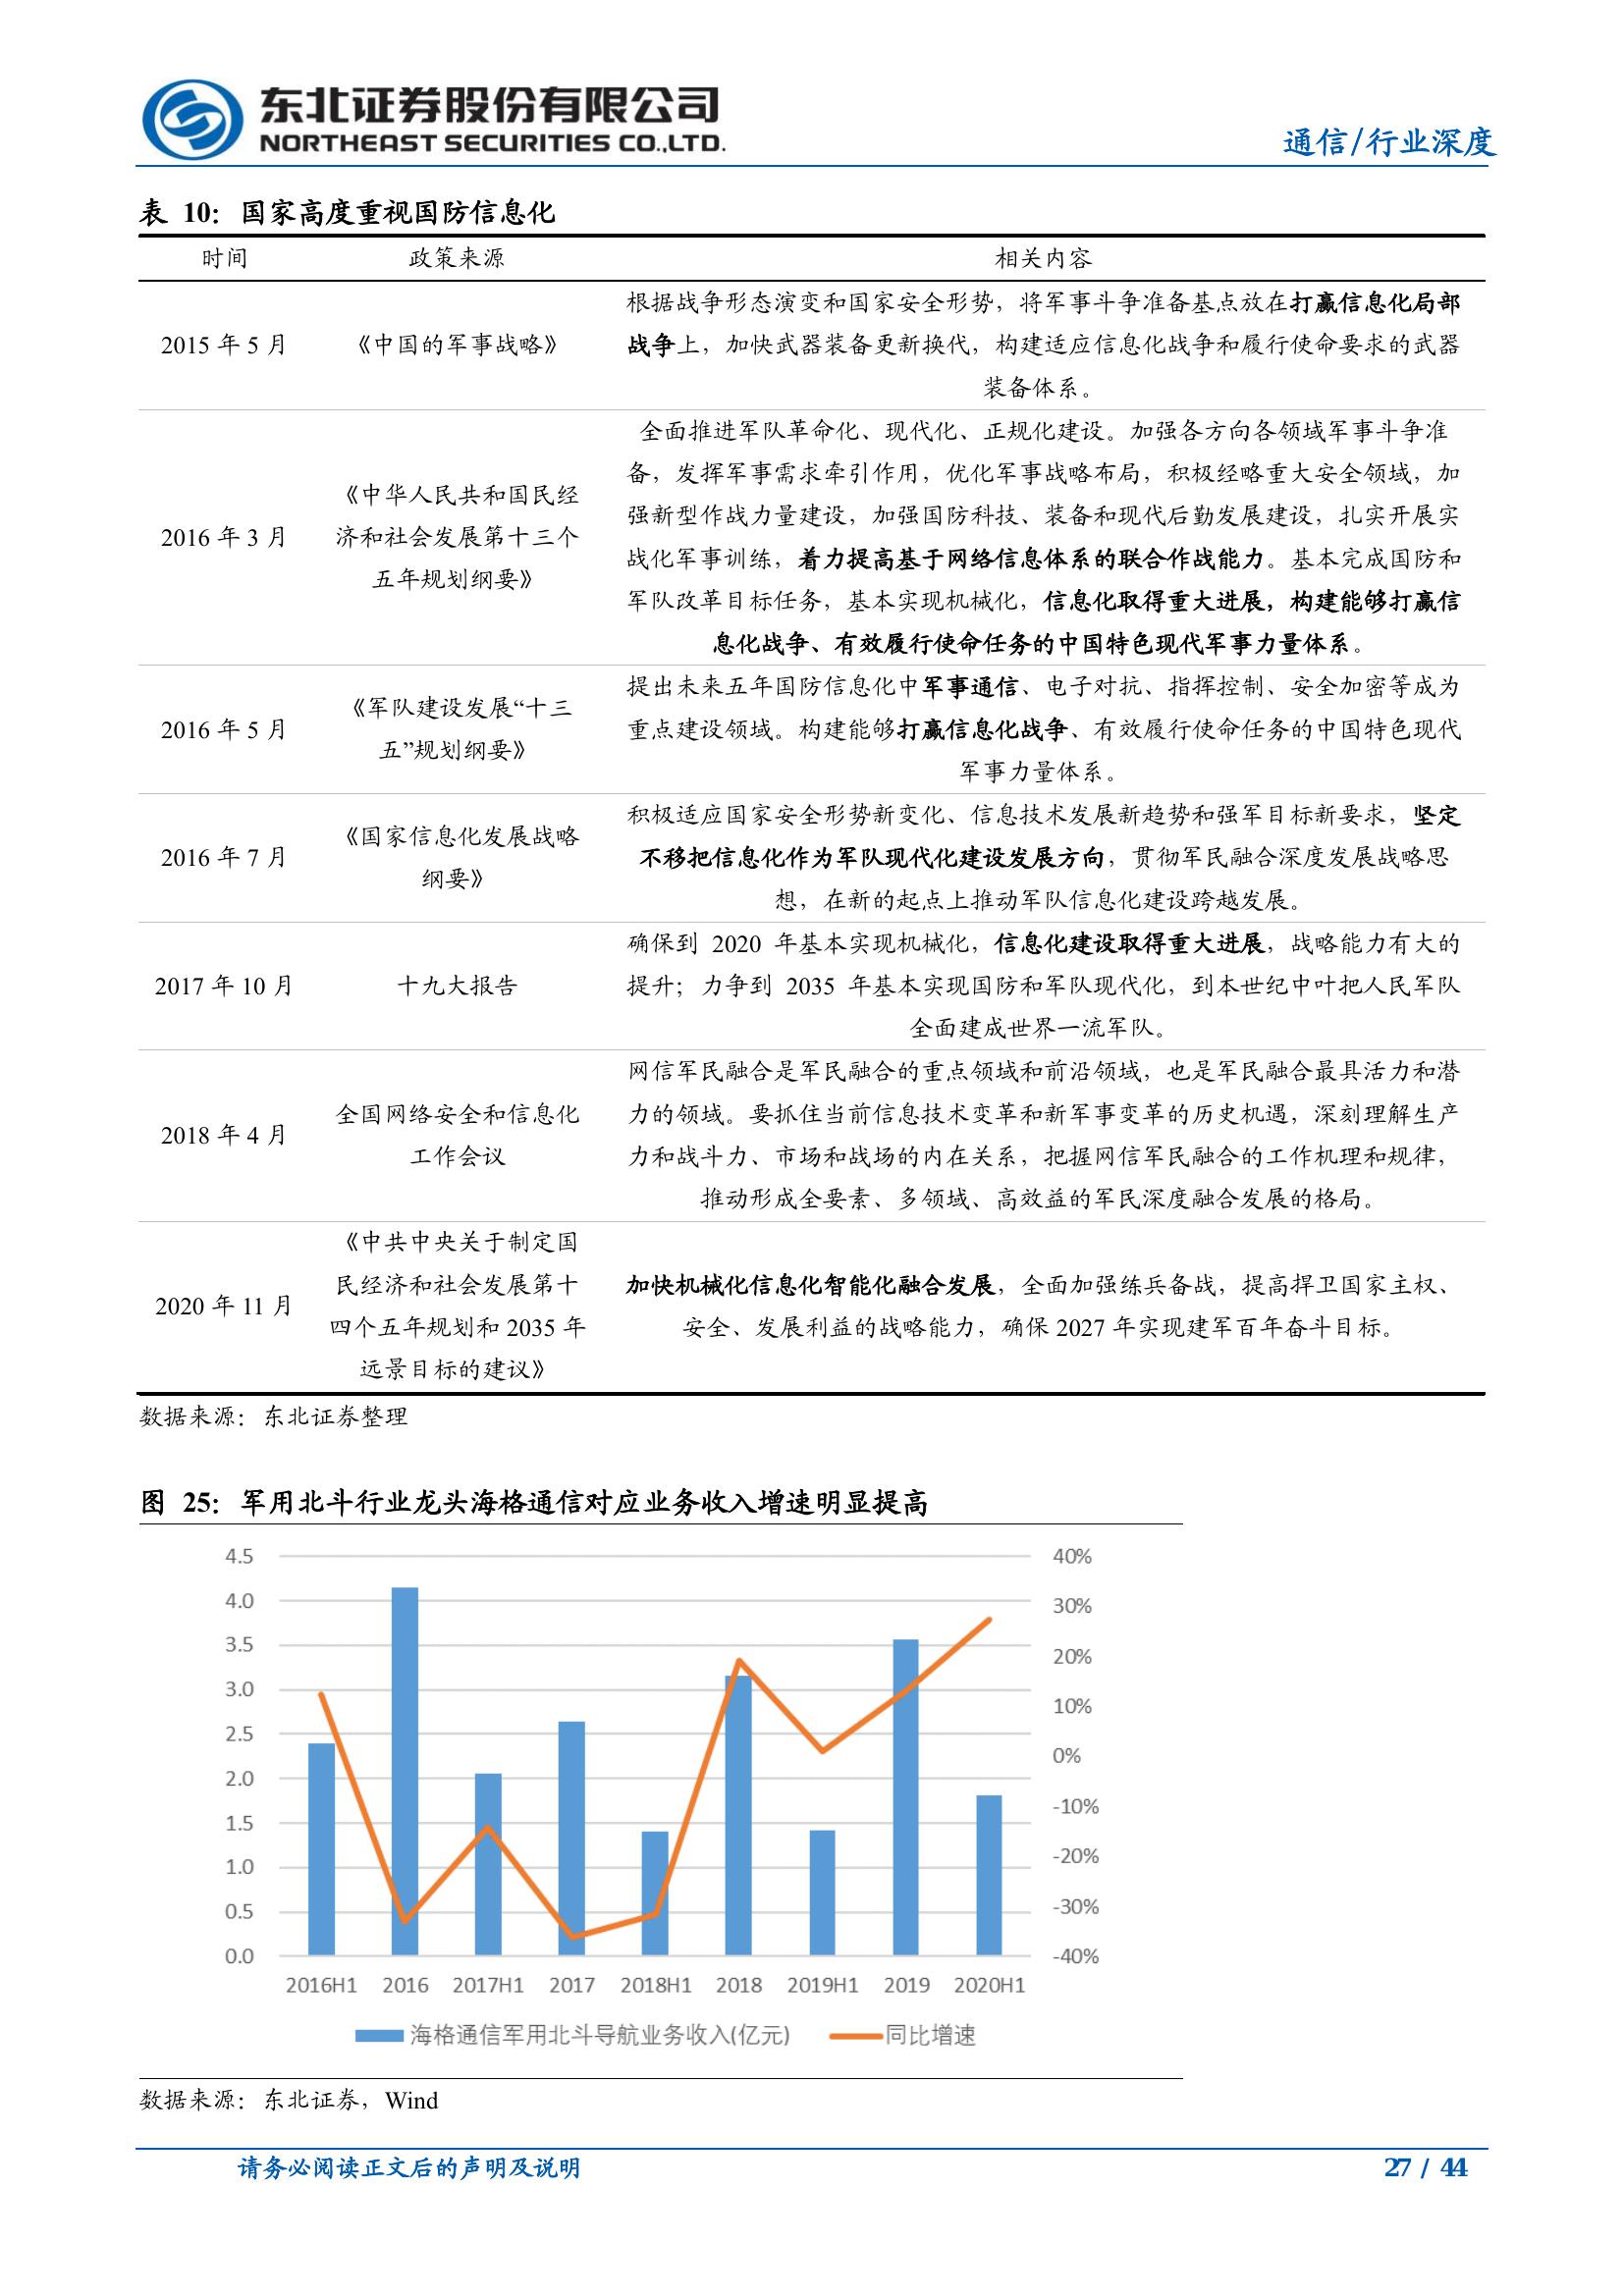 东北证券股份有限公司
NORTHEAST SECURITIES CO.,LTD.
通信/行业深度
表 10：国家高度重视国防信息化
时间 政策来源 相关内容
2015 年 5 月
《中国的军事战略》
根据战争形态演变和国家安全形势，将军事斗争准备基点放在打赢信息化局部
战争上，加快武器装备更新换代，构建适应信息化战争和履行使命要求的武器
装备体系。
2016 年 3 月
《中华人民共和国民经
济和社会发展第十三个
五年规划纲要》
全面推进军队革命化、现代化、正规化建设。加强各方向各领域军事斗争准
备，发挥军事需求牵引作用，优化军事战略布局，积极经略重大安全领域，加
强新型作战力量建设，加强国防科技、装备和现代后勤发展建设，扎实开展实
战化军事训练，着力提高基于网络信息体系的联合作战能力。基本完成国防和
军队改革目标任务，基本实现机械化，信息化取得重大进展，构建能够打赢信
息化战争、有效履行使命任务的中国特色现代军事力量体系。
2016 年 5 月
《军队建设发展“十三
五”规划纲要》
提出未来五年国防信息化中军事通信、电子对抗、指挥控制、安全加密等成为
重点建设领域。构建能够打赢信息化战争、有效履行使命任务的中国特色现代
军事力量体系。
2016 年 7 月
《国家信息化发展战略
纲要》
积极适应国家安全形势新变化、信息技术发展新趋势和强军目标新要求，坚定
不移把信息化作为军队现代化建设发展方向，贯彻军民融合深度发展战略思
想，在新的起点上推动军队信息化建设跨越发展。
2017 年 10 月
十九大报告
确保到 2020 年基本实现机械化，信息化建设取得重大进展，战略能力有大的
提升；力争到 2035 年基本实现国防和军队现代化，到本世纪中叶把人民军队
全面建成世界一流军队。
2018 年 4 月
全国网络安全和信息化
工作会议
网信军民融合是军民融合的重点领域和前沿领域，也是军民融合最具活力和潜
力的领域。要抓住当前信息技术变革和新军事变革的历史机遇，深刻理解生产
力和战斗力、市场和战场的内在关系，把握网信军民融合的工作机理和规律，
推动形成全要素、多领域、高效益的军民深度融合发展的格局。
2020 年 11 月
《中共中央关于制定国
民经济和社会发展第十
四个五年规划和 2035 年
远景目标的建议》
加快机械化信息化智能化融合发展，全面加强练兵备战，提高捍卫国家主权、
安全、发展利益的战略能力，确保 2027 年实现建军百年奋斗目标。
数据来源：东北证券整理
图 25：军用北斗行业龙头海格通信对应业务收入增速明显提高
4.5 40%
4.0 30%
3.5 20%
3.0 10%
2.5 0%
2.0 -10%
1.5 -20%
1.0 -30%
0.5 -40%
0.0
2016H1 2016 2017H1 2017 2018H1 2018 2019H1 2019 2020H1
海格通信军用北斗导航业务收入(亿元) 同比增速
数据来源：东北证券，Wind
请务必阅读正文后的声明及说明 27 / 44